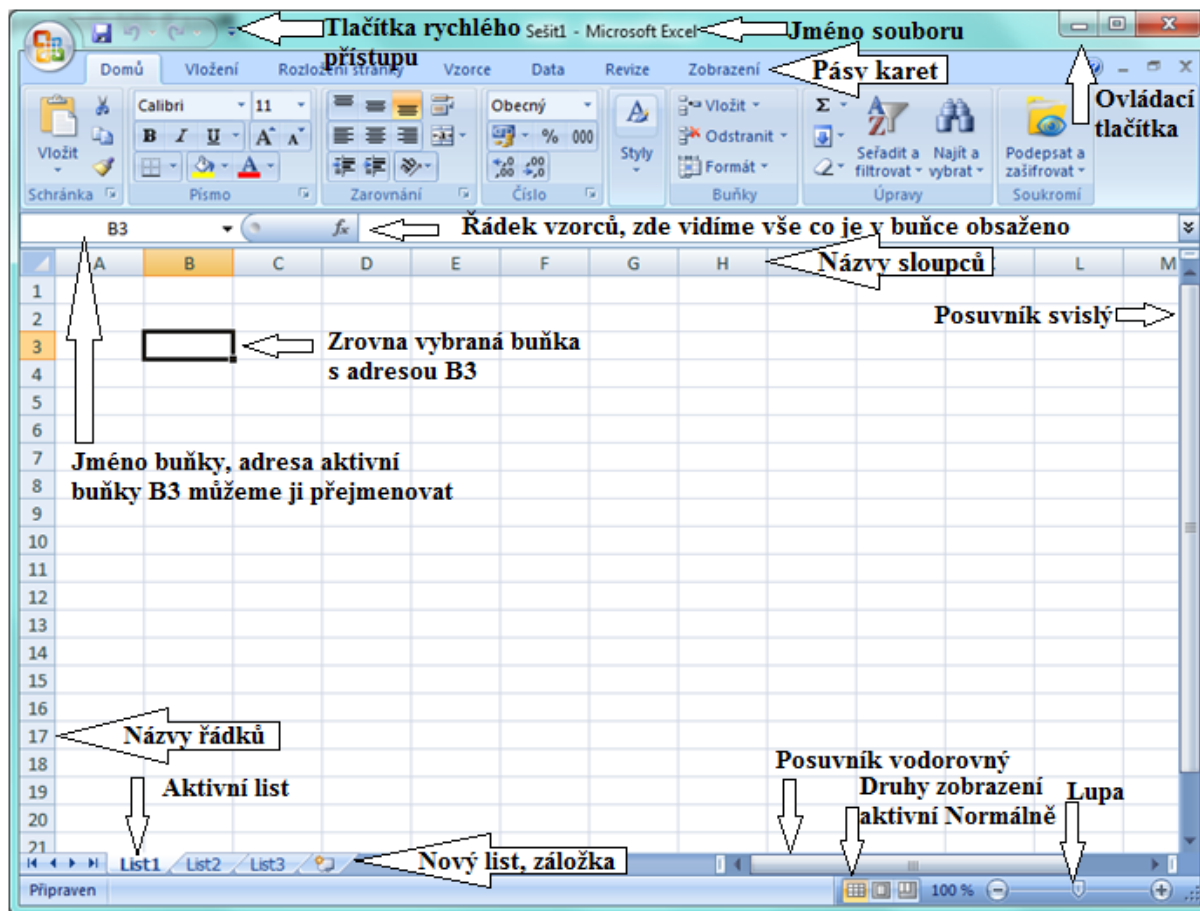 Tlačítka rychlého
přístupu
Sešit1 - Microsoft Excel
Jméno souboru
Domů Vložení Rozložení stránky Vzorce Data Revize Zobrazení
Pásy karet
Ovládací
tlačítka
Vložit
Calibri 11
B I U A A
A
Obecný
% 000
,00
,0
Styly
Vložit
Odstranit
Formát
Σ
Seřadit a
filtrovat
Najít a
vybrat
Podepsat a
zašifrovat
Schránka Písmo Zarovnání Číslo Buňky Úpravy Soukromí
B3
fx
Řádek vzorců, zde vidíme vše co je v buňce obsaženo
A B C D E F G H L M
Názvy sloupců
1
2
Posuvník svislý
3
Zrovna vybraná buňka
4
s adresou B3
5
6
7
Jméno buňky, adresa aktivní
8
buňky B3 můžeme ji přejmenovat
9
10
11
12
13
14
15
16
17
Názvy řádků
18
Posuvník vodorovný
19
Aktivní list
Druhy zobrazení
aktivní Normálně
Lupa
20
21
List1 List2 List3
Nový list, záložka
Připraven
100 %